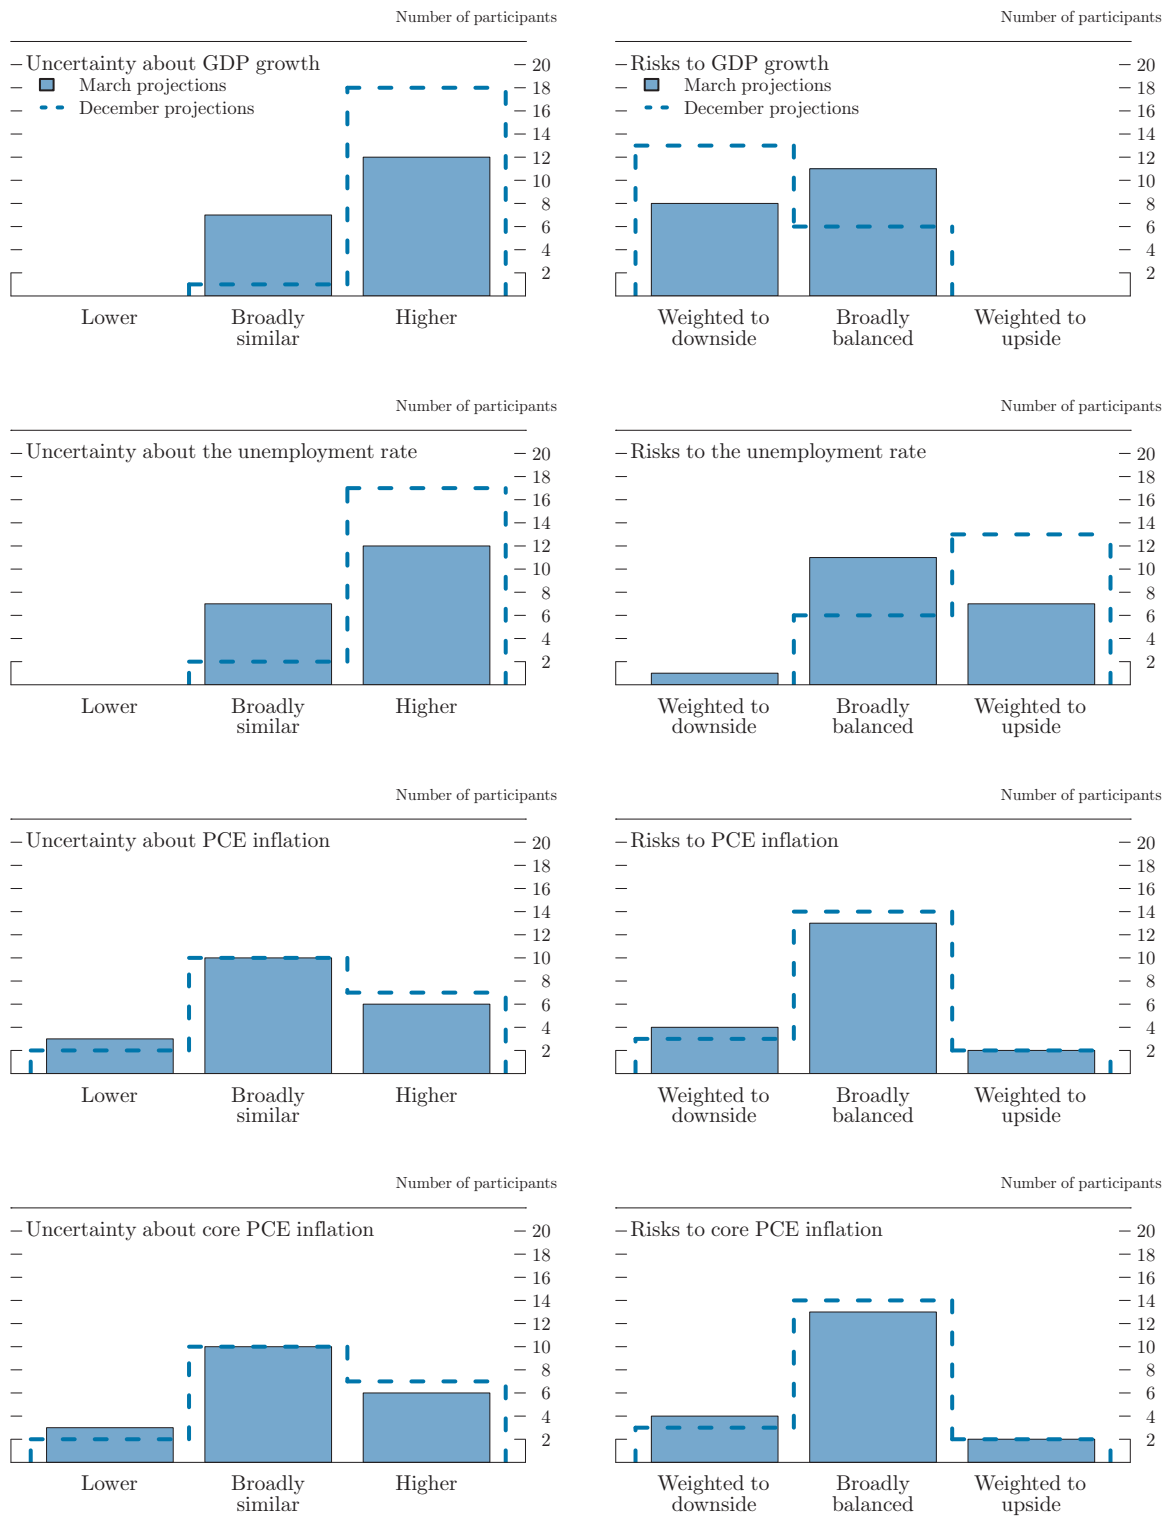 Number of participants
Uncertainty about GDP growth
March projections
December projections
20
18
16
14
12
10
8
6
4
2
Lower
Broadly
similar
Higher
Number of participants
Risks to GDP growth
March projections
December projections
20
18
16
14
12
10
8
6
4
2
Weighted to
downside
Broadly
balanced
Weighted to
upside
Number of participants
Uncertainty about the unemployment rate
20
18
16
14
12
10
8
6
4
2
Lower
Broadly
similar
Higher
Number of participants
Risks to the unemployment rate
20
18
16
14
12
10
8
6
4
2
Weighted to
downside
Broadly
balanced
Weighted to
upside
Number of participants
Uncertainty about PCE inflation
20
18
16
14
12
10
8
6
4
2
Lower
Broadly
similar
Higher
Number of participants
Risks to PCE inflation
20
18
16
14
12
10
8
6
4
2
Weighted to
downside
Broadly
balanced
Weighted to
upside
Number of participants
Uncertainty about core PCE inflation
20
18
16
14
12
10
8
6
4
2
Lower
Broadly
similar
Higher
Number of participants
Risks to core PCE inflation
20
18
16
14
12
10
8
6
4
2
Weighted to
downside
Broadly
balanced
Weighted to
upside